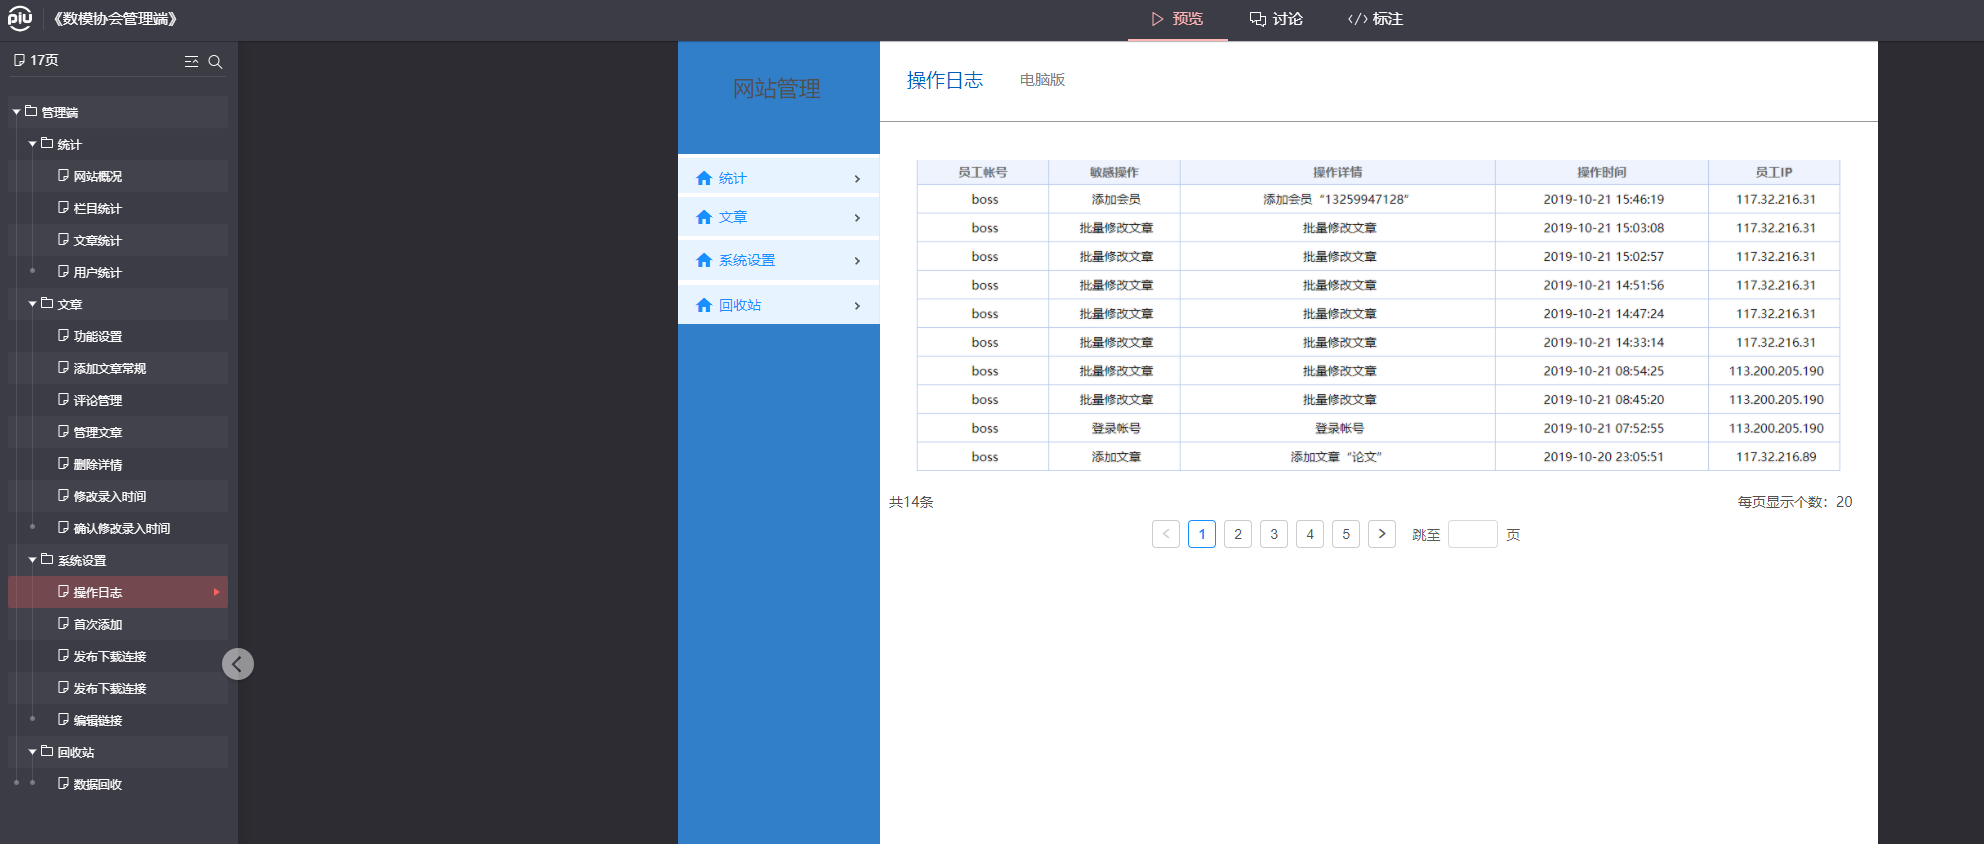 piu 《数模协会管理端》 预览 讨论 </> 标注
17页
管理端
统计
网站概况
栏目统计
文章统计
用户统计
文章
功能设置
添加文章常规
评论管理
管理文章
删除详情
修改录入时间
确认修改录入时间
系统设置
操作日志
首次添加
发布下载连接
发布下载连接
编辑链接
回收站
数据回收
网站管理
统计
文章
系统设置
回收站
操作日志 电脑版
员工帐号 敏感操作 操作详情 操作时间 员工IP
boss 添加会员 添加会员“13259947128” 2019-10-21 15:46:19 117.32.216.31
boss 批量修改文章 批量修改文章 2019-10-21 15:03:08 117.32.216.31
boss 批量修改文章 批量修改文章 2019-10-21 15:02:57 117.32.216.31
boss 批量修改文章 批量修改文章 2019-10-21 14:51:56 117.32.216.31
boss 批量修改文章 批量修改文章 2019-10-21 14:47:24 117.32.216.31
boss 批量修改文章 批量修改文章 2019-10-21 14:33:14 117.32.216.31
boss 批量修改文章 批量修改文章 2019-10-21 08:54:25 113.200.205.190
boss 批量修改文章 批量修改文章 2019-10-21 08:45:20 113.200.205.190
boss 登录帐号 登录帐号 2019-10-21 07:52:55 113.200.205.190
boss 添加文章 添加文章“论文” 2019-10-20 23:05:51 117.32.216.89
共14条 每页显示个数：20
< 1 2 3 4 5 > 跳至 页